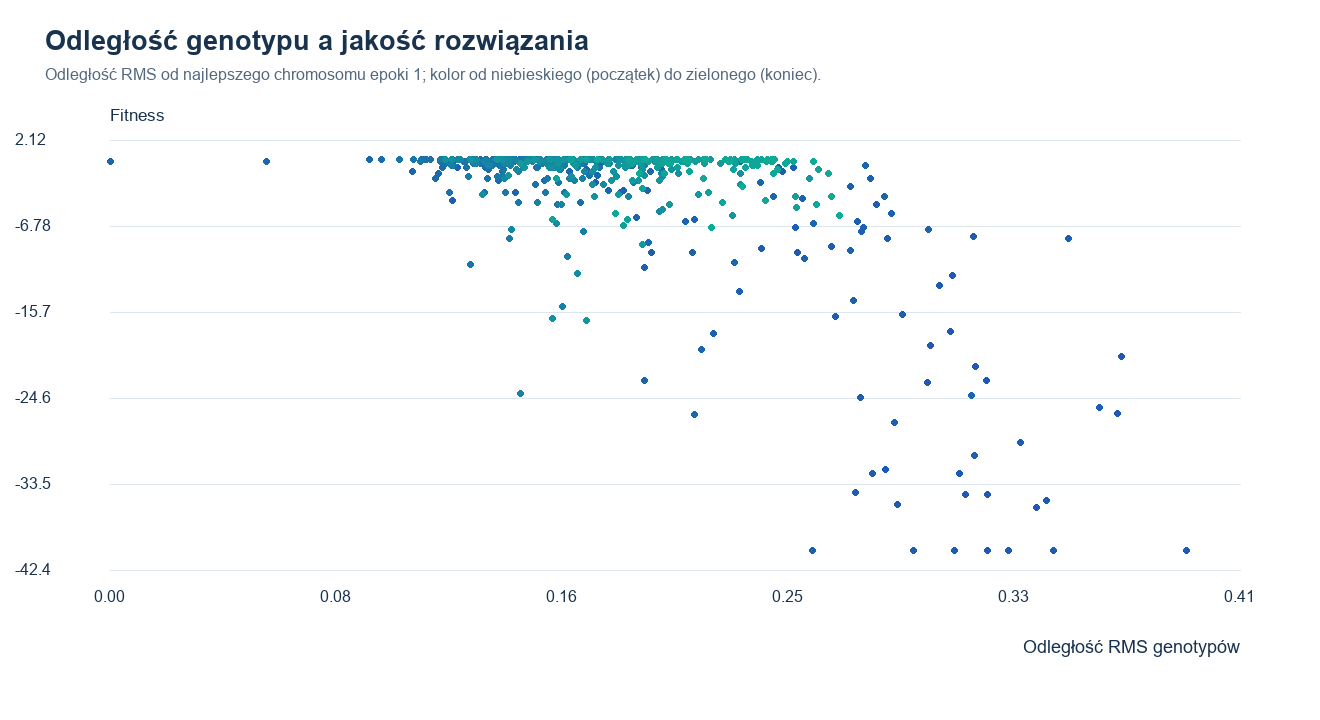 Odległość genotypu a jakość rozwiązania
Odległość RMS od najlepszego chromosomu epoki 1; kolor od niebieskiego (początek) do zielonego (koniec).
Fitness
2.12
-6.78
-15.7
-24.6
-33.5
-42.4
0.00 0.08 0.16 0.25 0.33 0.41
Odległość RMS genotypów